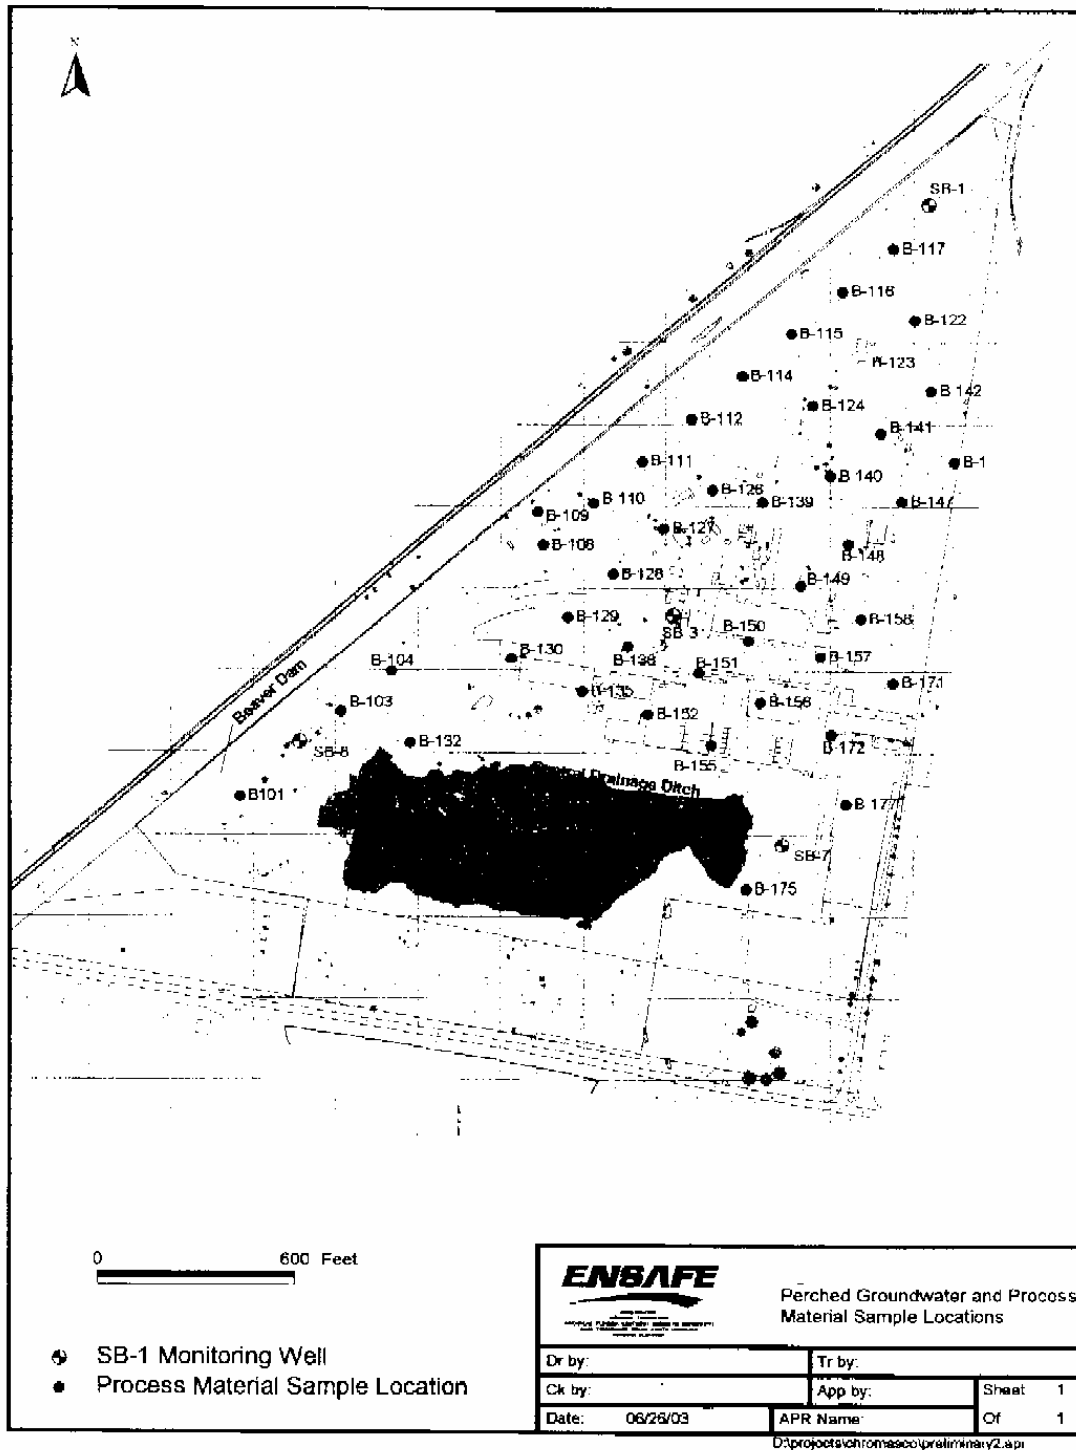 N
SB-1
B-117
B-116
B-122
B-115
B-114
B-124
B 142
B-112
B-141
B-111
B-1
B-140
B-126
B-110
B-139
B-147
B-109
B-127
B-108
B-148
B-128
B-149
B-129
SB-3
B-150
B-158
B-130
B-138
B-151
B-157
B-104
B-171
B-135
B-103
B-152
B-156
Beaver Dam
SB-8
B-132
B-155
B-172
Central Drainage Ditch
B101
B 177
SB-7
B-175
0 600 Feet
SB-1 Monitoring Well
Process Material Sample Location
ENSAFE
Perched Groundwater and Process
Material Sample Locations
Dr by: Tr by:
Ck by: App by: Sheet 1
Date: 06/26/03 APR Name: Of 1
D:\projects\chromasco\preliminary2.apr